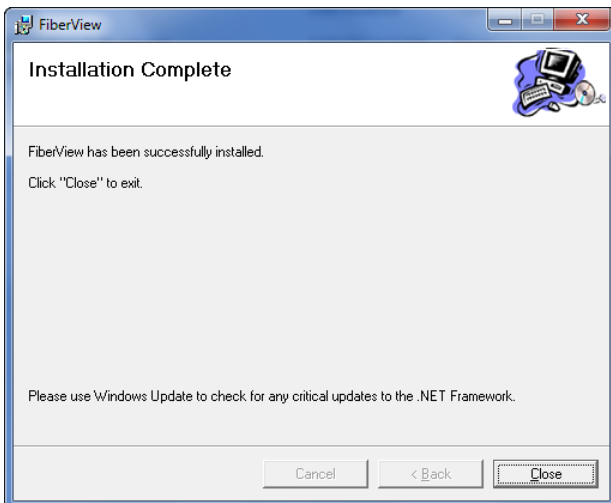 FiberView
Installation Complete
FiberView has been successfully installed.
Click "Close" to exit.
Please use Windows Update to check for any critical updates to the .NET Framework.
Cancel
< Back
Close